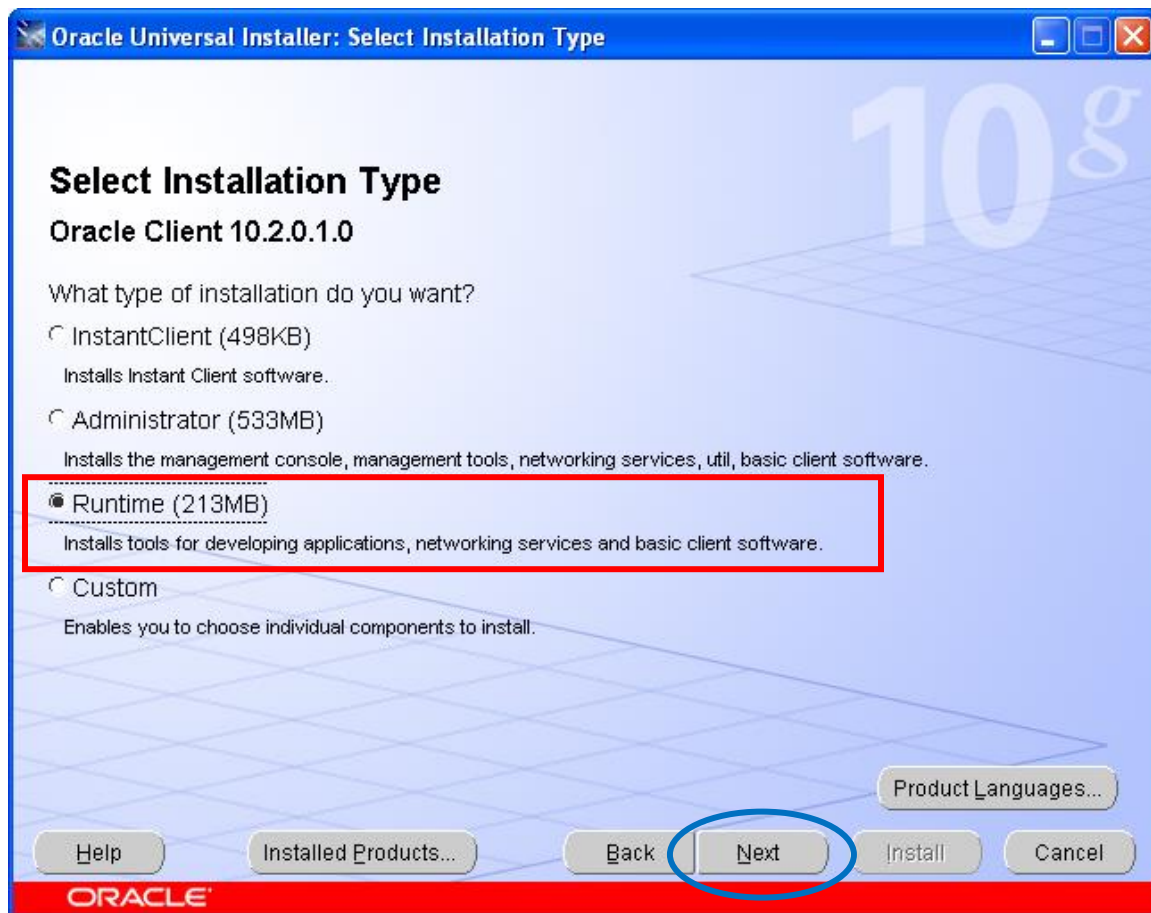 Oracle Universal Installer: Select Installation Type
10g
Select Installation Type
Oracle Client 10.2.0.1.0
What type of installation do you want?
InstantClient (498KB)
Installs Instant Client software.
Administrator (533MB)
Installs the management console, management tools, networking services, util, basic client software.
Runtime (213MB)
Installs tools for developing applications, networking services and basic client software.
Custom
Enables you to choose individual components to install.
Product Languages...
Help Installed Products... Back Next Install Cancel
ORACLE